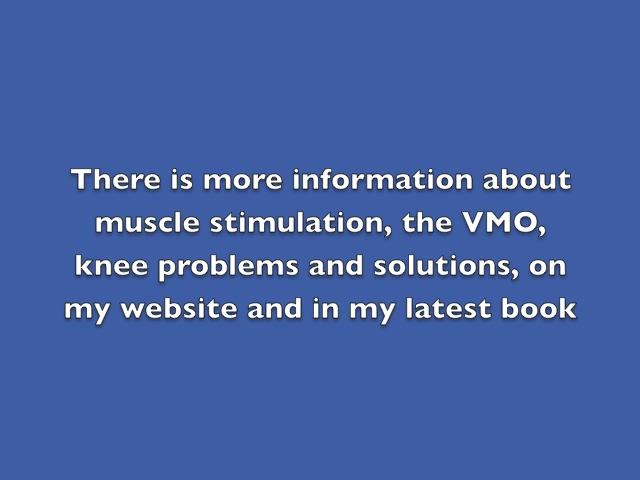 There is more information about
muscle stimulation, the VMO,
knee problems and solutions, on
my website and in my latest book